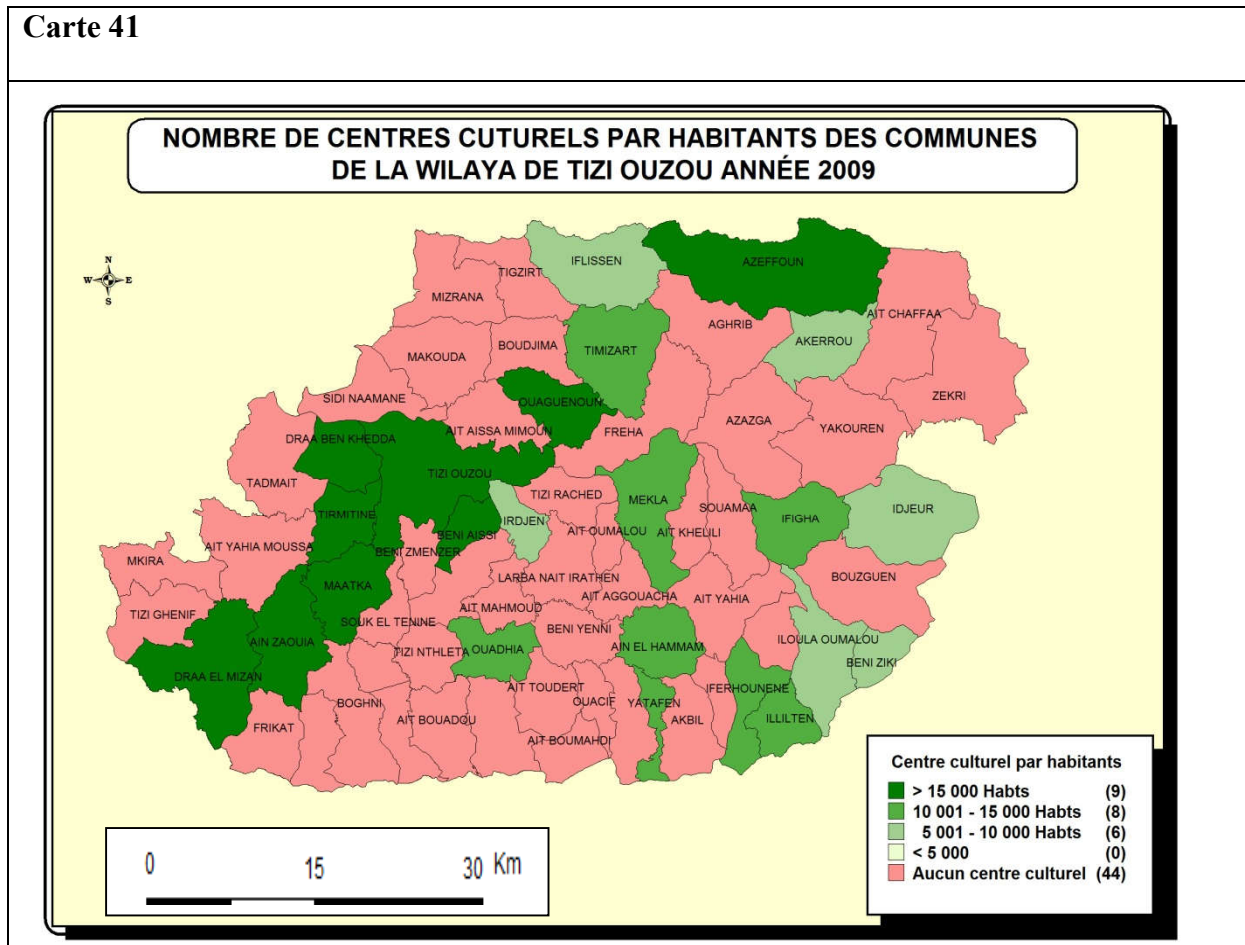 Carte 41
NOMBRE DE CENTRES CUTURELS PAR HABITANTS DES COMMUNES
DE LA WILAYA DE TIZI OUZOU ANNÉE 2009
N
W E
S
IFLISSEN
AZEFFOUN
TIGZIRT
MIZRANA
AIT CHAFFAA
AGHRIB
AKERROU
BOUDJIMA
TIMIZART
MAKOUDA
ZEKRI
SIDI NAAMANE
OUAGUENOUN
AZAZGA
YAKOUREN
AIT AISSA MIMOUN
FREHA
DRAA BEN KHEDDA
TIZI OUZOU
TADMAIT
TIZI RACHED
MEKLA
SOUAMAA
IDJEUR
TIRMITINE
IRDJEN
IFIGHA
BENI AISSI
AIT OUMALOU
AIT KHELILI
AIT YAHIA MOUSSA
BENI ZMENZER
MKIRA
LARBA NAIT IRATHEN
BOUZGUEN
MAATKA
AIT AGGOUACHA
AIT YAHIA
TIZI GHENIF
AIT MAHMOUD
SOUK EL TENINE
BENI YENNI
AIN ZAOUIA
ILOULA OUMALOU
TIZI NTHLETA
OUADHIA
AIN EL HAMMAM
BENI ZIKI
DRAA EL MIZAN
AIT TOUDERT
IFERHOUNENE
BOGHNI
OUACIF
YATAFEN
AIT BOUADOU
AKBIL
ILLILTEN
FRIKAT
AIT BOUMAHDI
Centre culturel par habitants
> 15 000 Habts (9)
10 001 - 15 000 Habts (8)
5 001 - 10 000 Habts (6)
< 5 000 (0)
Aucun centre culturel (44)
0 15 30 Km